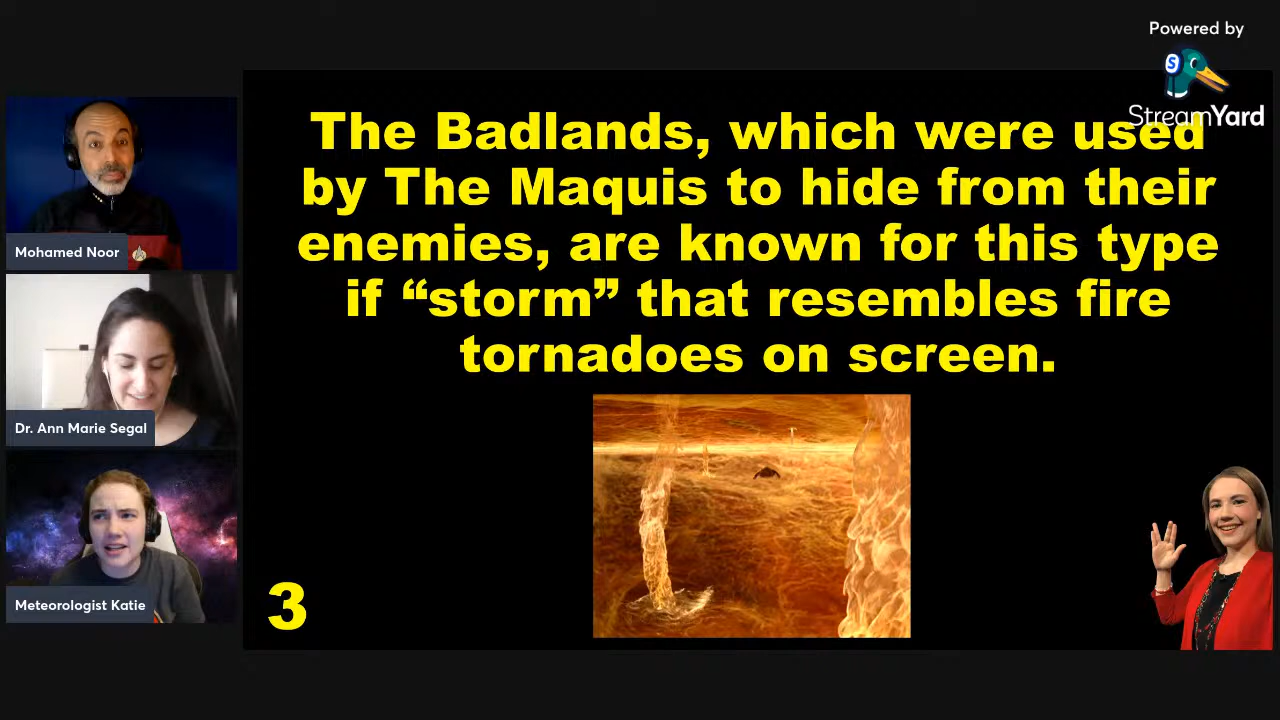 Powered by
StreamYard
The Badlands, which were used
by The Maquis to hide from their
enemies, are known for this type
if “storm” that resembles fire
tornadoes on screen.
3
Mohamed Noor
Dr. Ann Marie Segal
Meteorologist Katie
S